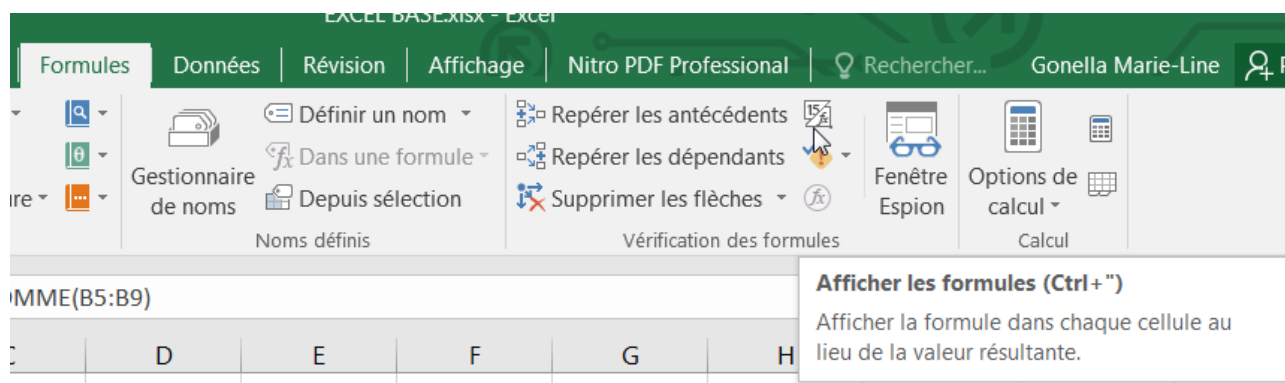 EXCEL BASE.xlsx - Excel
Formules Données Révision Affichage Nitro PDF Professional Rechercher... Gonella Marie-Line
Définir un nom Repérer les antécédents
Dans une formule Repérer les dépendants
Gestionnaire de noms Depuis sélection Supprimer les flèches Fenêtre Espion Options de calcul
Noms définis Vérification des formules Calcul
OMME(B5:B9)
Afficher les formules (Ctrl+")
Afficher la formule dans chaque cellule au
lieu de la valeur résultante.
D E F G H